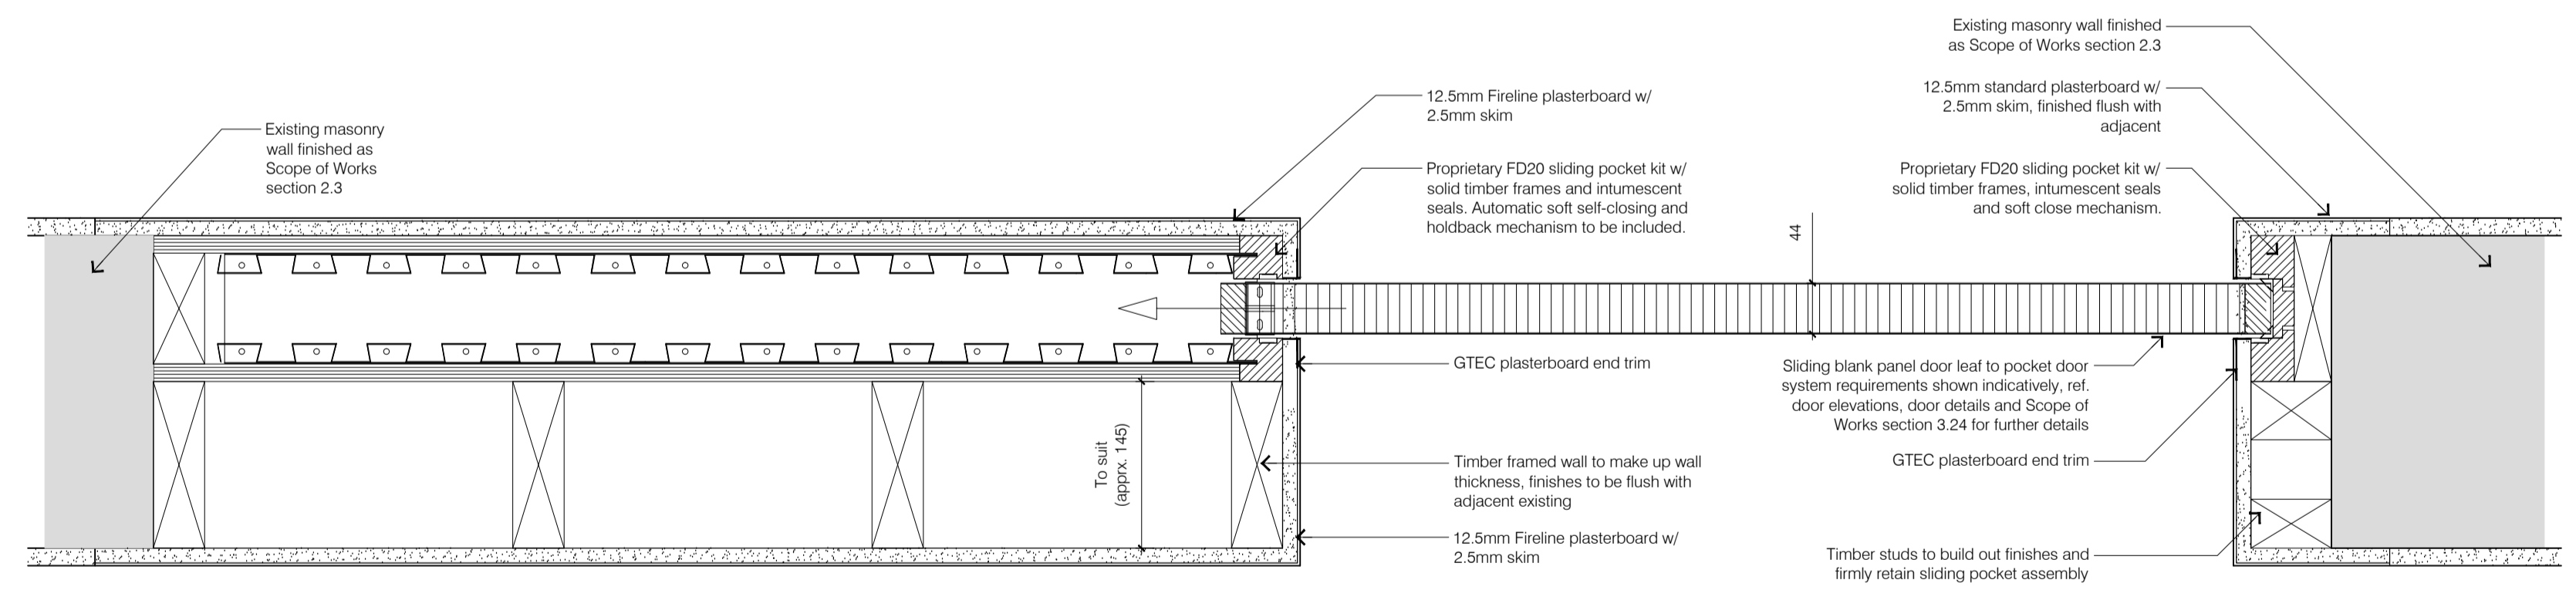 Existing masonry
wall finished as
Scope of Works
section 2.3
12.5mm Fireline plasterboard w/
2.5mm skim
Proprietary FD20 sliding pocket kit w/
solid timber frames and intumescent
seals. Automatic soft self-closing and
holdback mechanism to be included.
GTEC plasterboard end trim
Timber framed wall to make up wall
thickness, finishes to be flush with
adjacent existing
12.5mm Fireline plasterboard w/
2.5mm skim
To suit
(apprx. 145)
44
Existing masonry wall finished
as Scope of Works section 2.3
12.5mm standard plasterboard w/
2.5mm skim, finished flush with
adjacent
Proprietary FD20 sliding pocket kit w/
solid timber frames, intumescent seals
and soft close mechanism.
Sliding blank panel door leaf to pocket door
system requirements shown indicatively, ref.
door elevations, door details and Scope of
Works section 3.24 for further details
GTEC plasterboard end trim
Timber studs to build out finishes and
firmly retain sliding pocket assembly